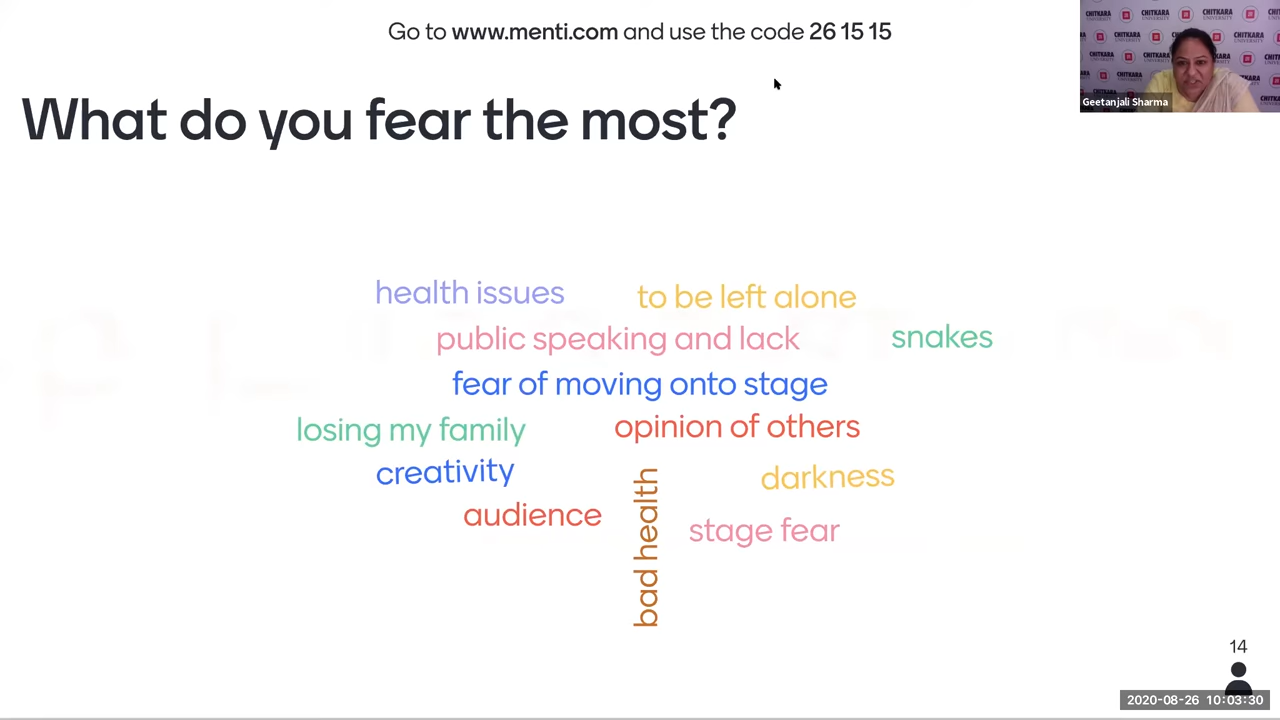 Go to www.menti.com and use the code 26 15 15
CHITKARA UNIVERSITY
Geetanjali Sharma
What do you fear the most?
health issues
to be left alone
public speaking and lack
snakes
fear of moving onto stage
losing my family
opinion of others
creativity
darkness
audience
bad health
stage fear
14
2020-08-26 10:03:30